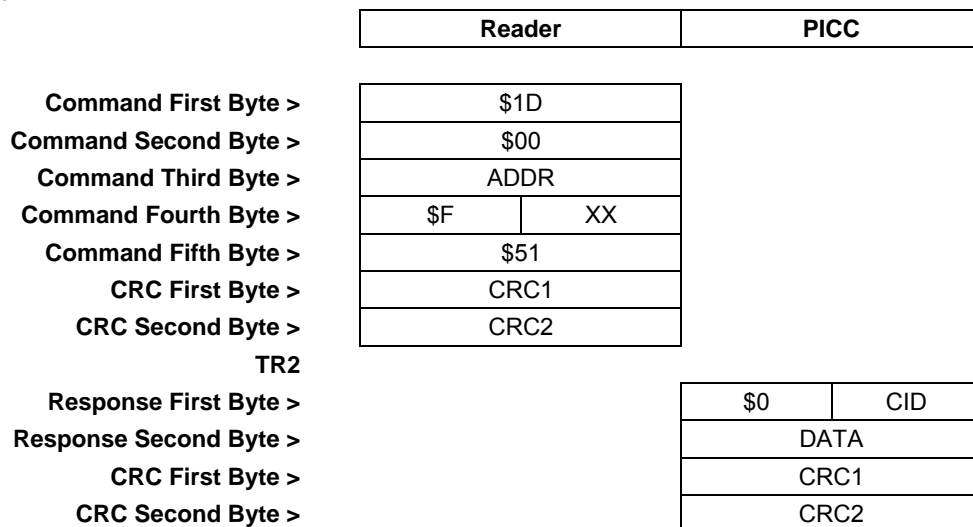 Reader PICC
Command First Byte > $1D
Command Second Byte > $00
Command Third Byte > ADDR
Command Fourth Byte > $F XX
Command Fifth Byte > $51
CRC First Byte > CRC1
CRC Second Byte > CRC2
TR2
Response First Byte > $0 CID
Response Second Byte > DATA
CRC First Byte > CRC1
CRC Second Byte > CRC2